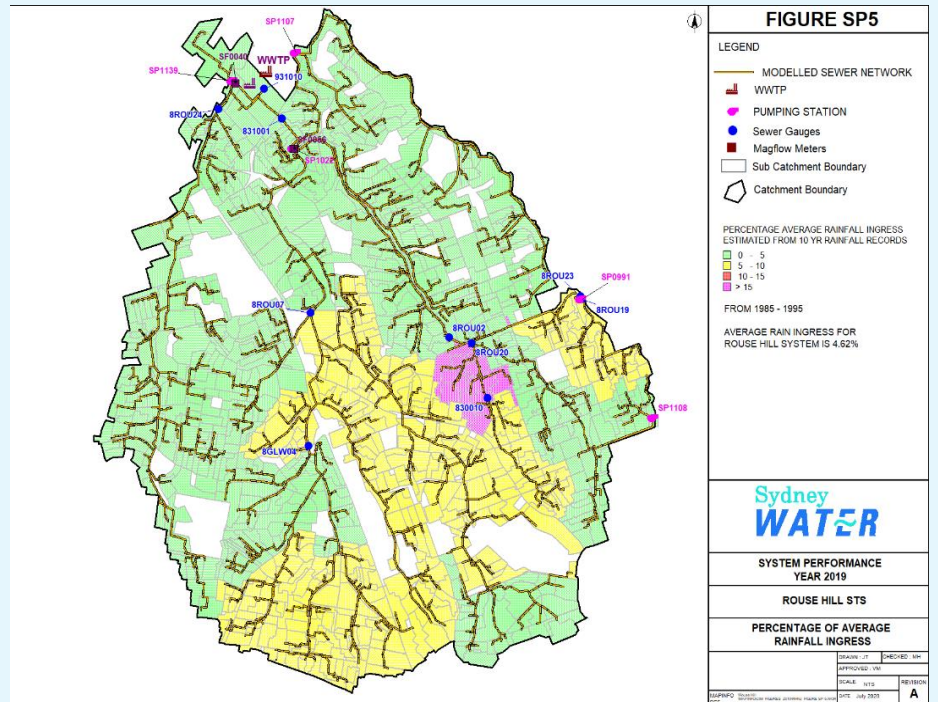 SP1107
SF0040
WWTP
SP1139
931010
8ROU24
831001
SP1022
8ROU23
SP0991
8ROU07
8ROU19
8ROU02
8ROU20
830010
SP1108
8GLW04
FIGURE SP5
LEGEND
MODELLED SEWER NETWORK
WWTP
PUMPING STATION
Sewer Gauges
Magflow Meters
Sub Catchment Boundary
Catchment Boundary
PERCENTAGE AVERAGE RAINFALL INGRESS
ESTIMATED FROM 10 YR RAINFALL RECORDS
0 - 5
5 - 10
10 - 15
> 15
FROM 1985 - 1995
AVERAGE RAIN INGRESS FOR
ROUSE HILL SYSTEM IS 4.62%
Sydney
WATER
SYSTEM PERFORMANCE
YEAR 2019
ROUSE HILL STS
PERCENTAGE OF AVERAGE
RAINFALL INGRESS
DRAWN : JT CHECKED : MH
APPROVED : VM
SCALE NTS REVISION
MAPINFO DATE July 2020 A